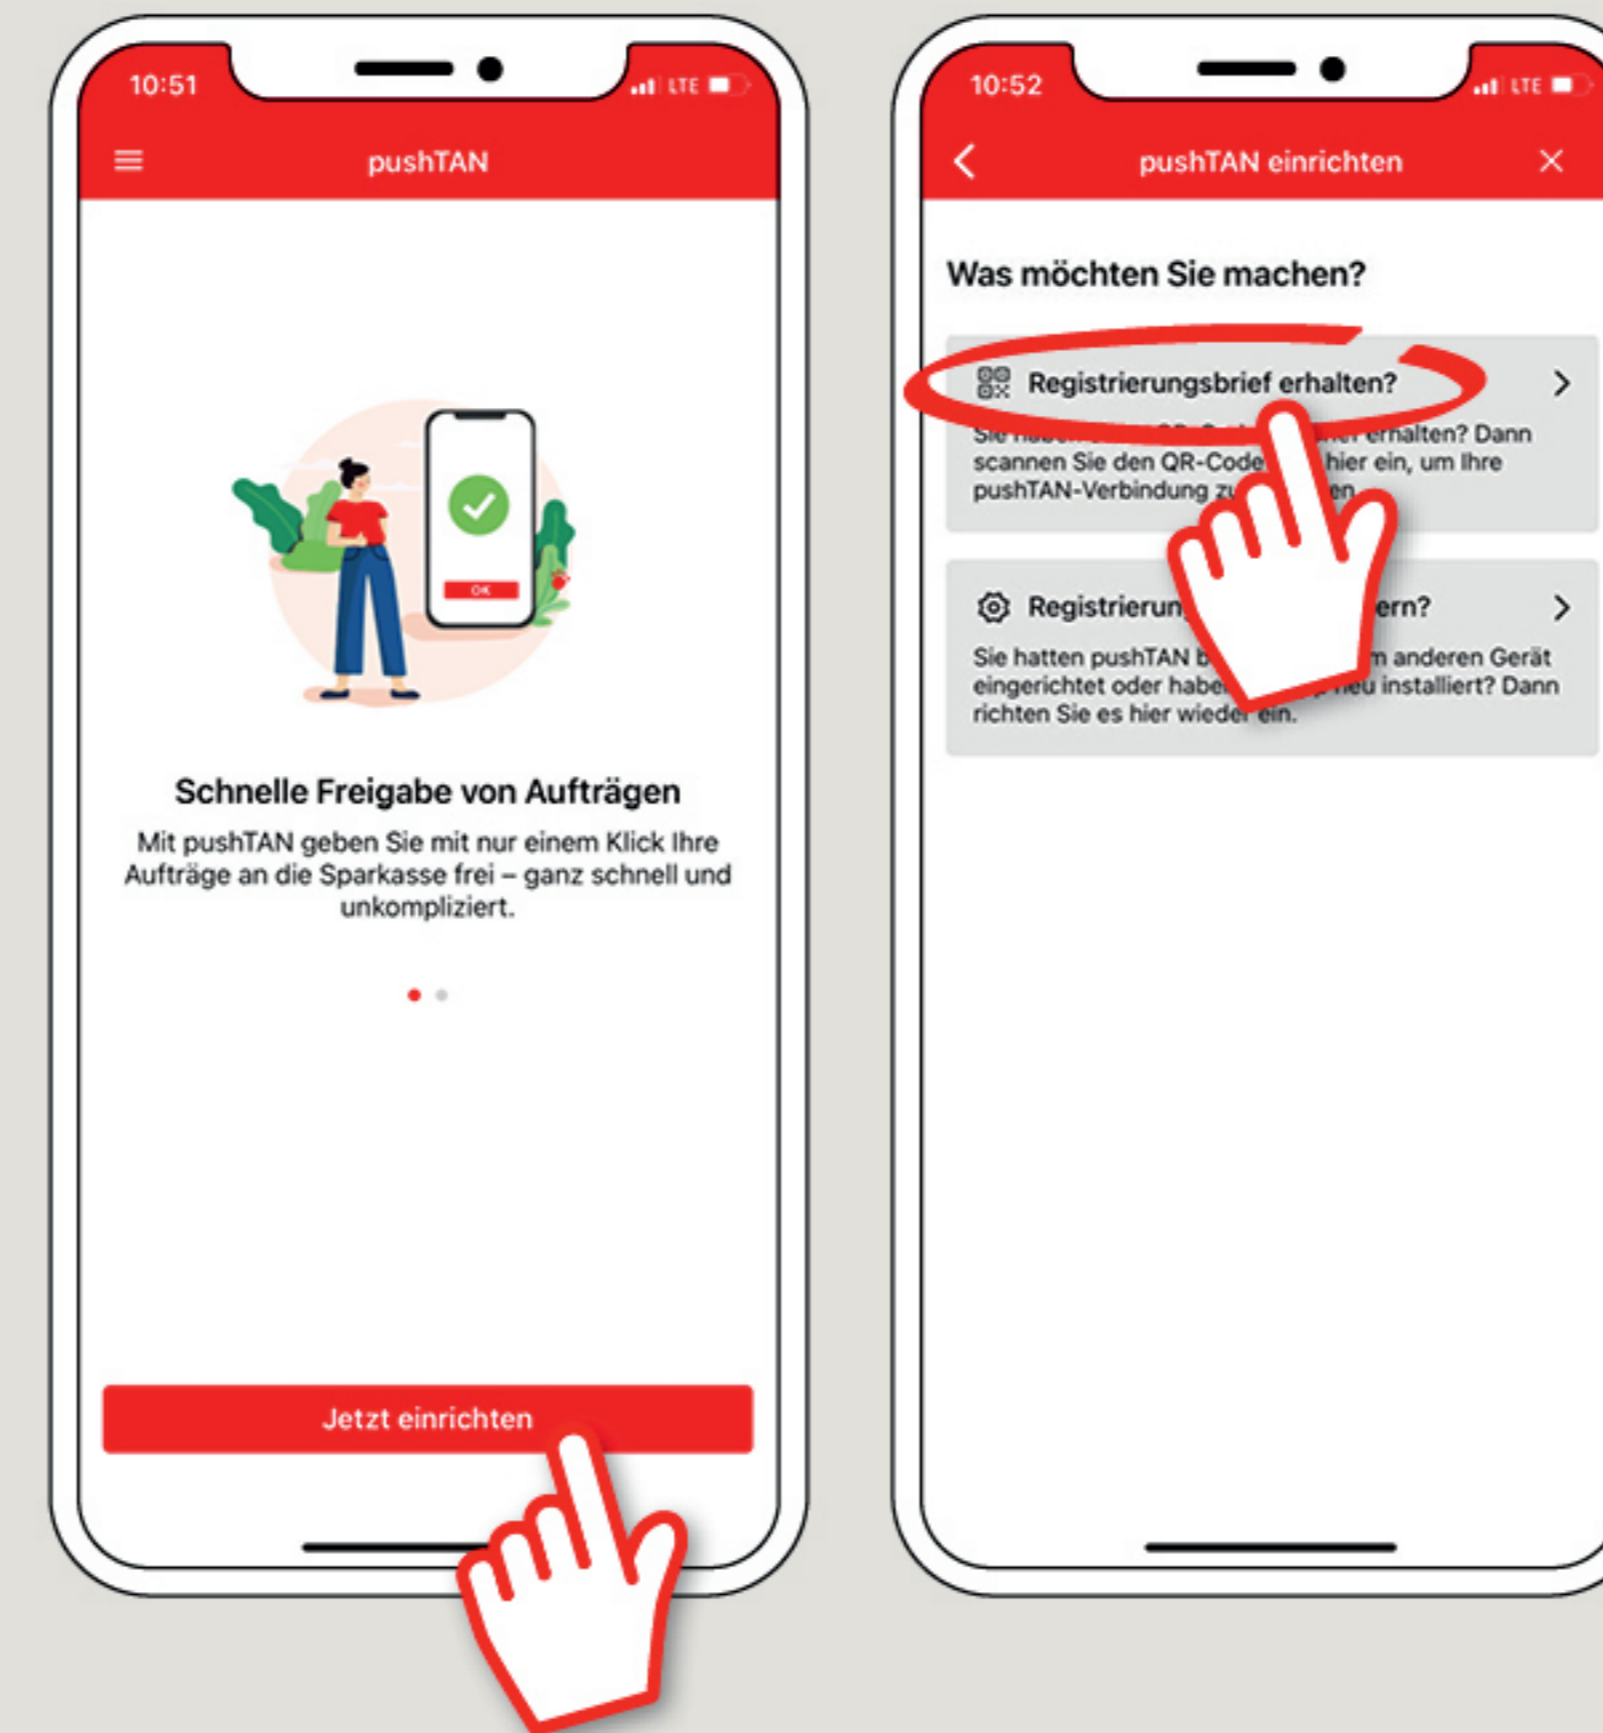 10:51
LTE
pushTAN
OK
Schnelle Freigabe von Aufträgen
Mit pushTAN geben Sie mit nur einem Klick Ihre
Aufträge an die Sparkasse frei – ganz schnell und
unkompliziert.
Jetzt einrichten
10:52
LTE
pushTAN einrichten
Was möchten Sie machen?
Registrierungsbrief erhalten?
Sie erhalten? Dann
scannen Sie den QR-Code hier ein, um Ihre
pushTAN-Verbindung
Sie hatten pushTAN anderen Gerät
eingerichtet oder neu installiert? Dann
richten Sie es hier wieder ein.